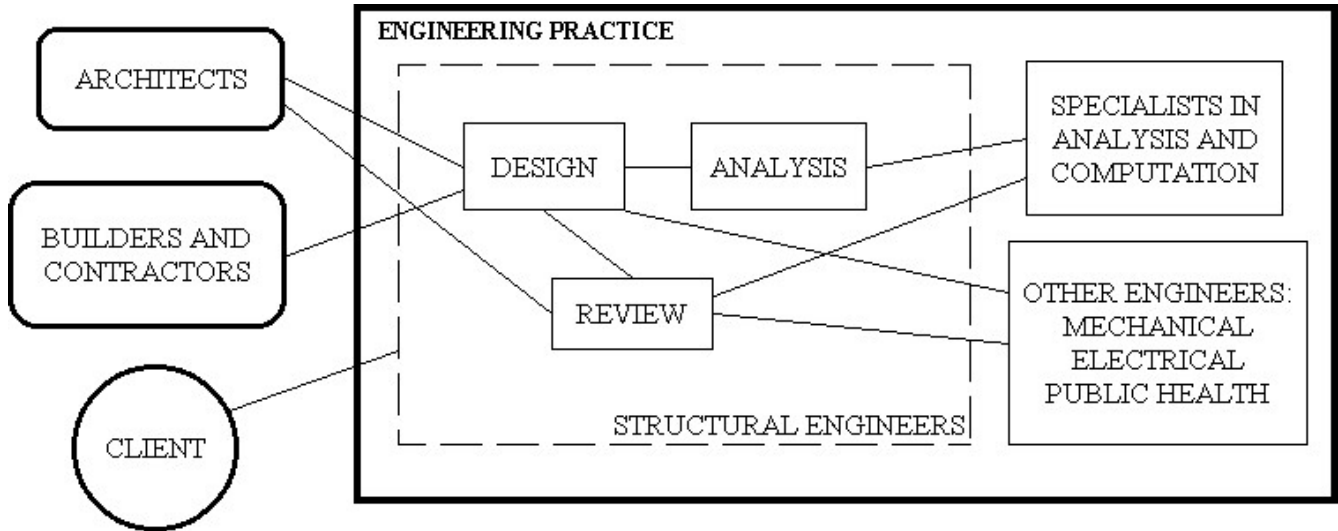 ENGINEERING PRACTICE
ARCHITECTS
BUILDERS AND
CONTRACTORS
CLIENT
DESIGN
ANALYSIS
REVIEW
STRUCTURAL ENGINEERS
SPECIALISTS IN
ANALYSIS AND
COMPUTATION
OTHER ENGINEERS:
MECHANICAL
ELECTRICAL
PUBLIC HEALTH